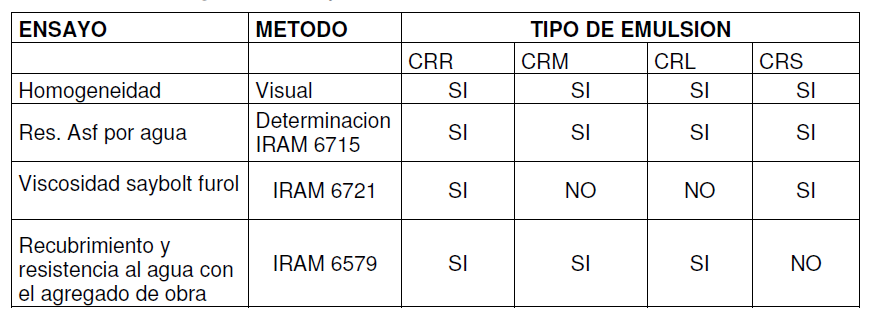 ENSAYO METODO TIPO DE EMULSION
CRR CRM CRL CRS
Homogeneidad Visual SI SI SI SI
Res. Asf por agua Determinacion IRAM 6715 SI SI SI SI
Viscosidad saybolt furol IRAM 6721 SI NO NO SI
Recubrimiento y
resistencia al agua con
el agregado de obra IRAM 6579 SI SI SI NO